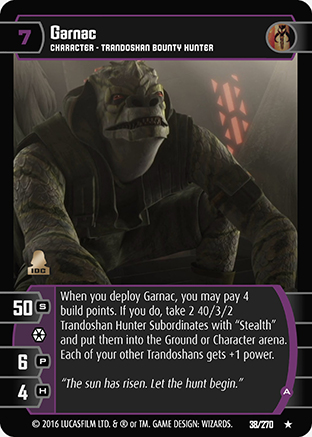 7
Garnac
CHARACTER - TRANDOSHAN BOUNTY HUNTER
IDC
50 S
6 P
4 H
When you deploy Garnac, you may pay 4
build points. If you do, take 2 40/3/2
Trandoshan Hunter Subordinates with "Stealth"
and put them into the Ground or Character arena.
Each of your other Trandoshans gets +1 power.
"The sun has risen. Let the hunt begin."
A
© 2016 LUCASFILM LTD. & ® or TM. GAME DESIGN: WIZARDS. 38/270 ★